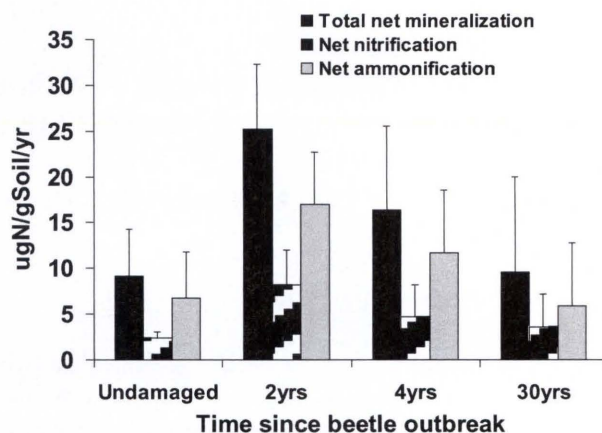 Total net mineralization
Net nitrification
Net ammonification
35
30
25
20
15
10
5
0
ugN/gSoil/yr
Undamaged 2yrs 4yrs 30yrs
Time since beetle outbreak